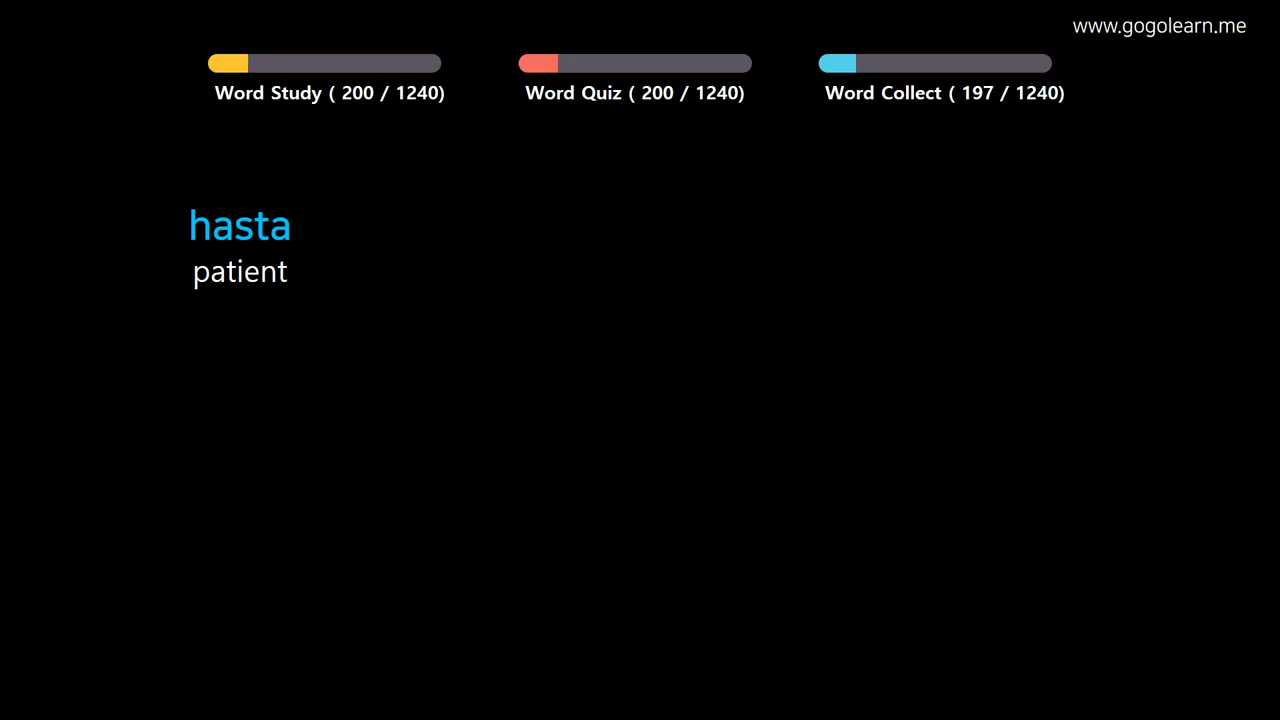 www.gogolearn.me
Word Study ( 200 / 1240)
Word Quiz ( 200 / 1240)
Word Collect ( 197 / 1240)
hasta
patient